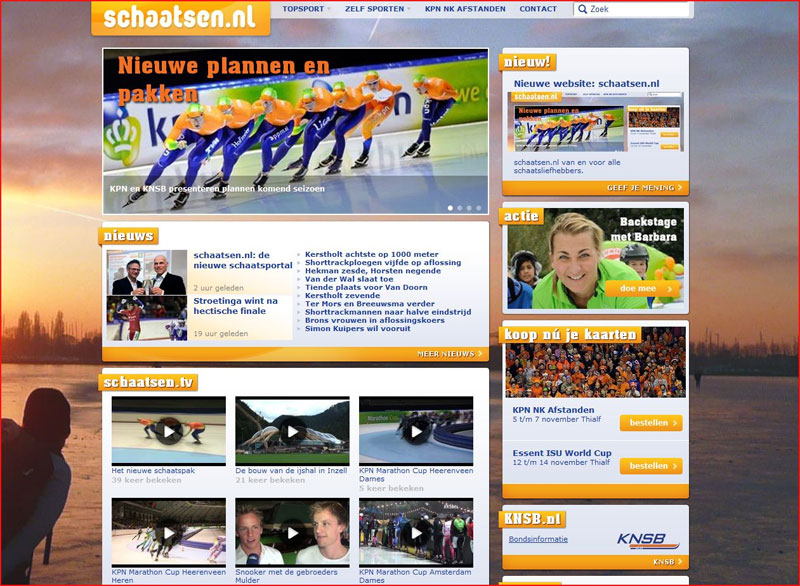 schaatsen.nl
TOPSPORT ZELF SPORTEN KPN NK AFSTANDEN CONTACT Zoek
Nieuwe plannen en
pakken
KPN en KNSB presenteren plannen komend seizoen
nieuws
schaatsen.nl: de
nieuwe schaatsportal
2 uur geleden
Stroetinga wint na
hectische finale
19 uur geleden
Kerstholt achtste op 1000 meter
Shorttrackploegen vijfde op aflossing
Hekman zesde, Horsten negende
Van der Wal slaat toe
Tiende plaats voor Van Doorn
Kerstholt zevende
Ter Mors en Breeuwsma verder
Shorttrackmannen naar halve eindstrijd
Brons vrouwen in aflossingskoers
Simon Kuipers wil vooruit
MEER NIEUWS
schaatsen.tv
Het nieuwe schaatspak
39 keer bekeken
De bouw van de ijshal in Inzell
21 keer bekeken
KPN Marathon Cup Heerenveen
Dames
5 keer bekeken
KPN Marathon Cup Heerenveen
Heren
Snooker met de gebroeders
Mulder
KPN Marathon Cup Amsterdam
Dames
nieuw!
Nieuwe website: schaatsen.nl
schaatsen.nl
Nieuwe plannen en
pakken
schaatsen.nl van en voor alle
schaatsliefhebbers.
GEEF JE MENING
actie
Backstage
met Barbara
doe mee
koop nú je kaarten
KPN NK Afstanden
5 t/m 7 november Thialf
bestellen
Essent ISU World Cup
12 t/m 14 november Thialf
bestellen
KNSB.nl
Bondsinformatie
KNSB
KNSB